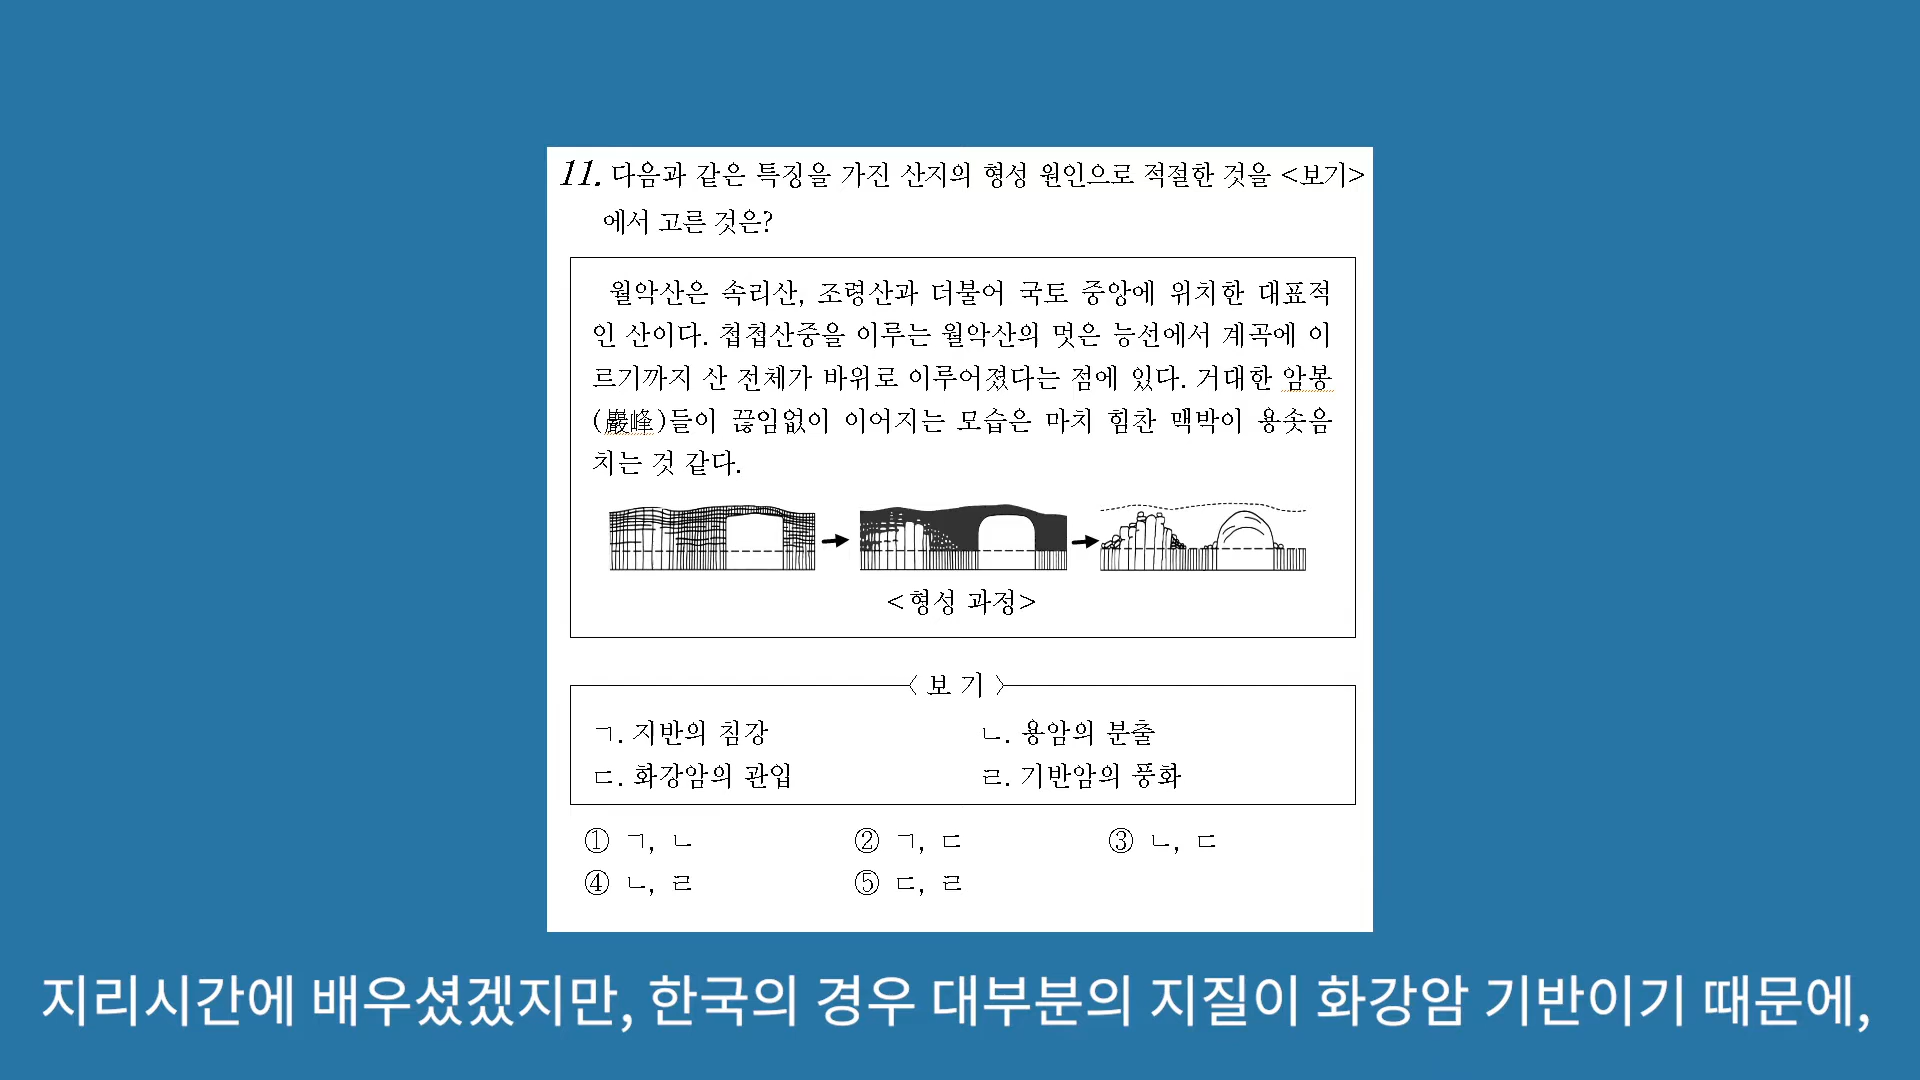 11. 다음과 같은 특징을 가진 산지의 형성 원인으로 적절한 것을 <보기>
에서 고른 것은?
월악산은 속리산, 조령산과 더불어 국토 중앙에 위치한 대표적
인 산이다. 첩첩산중을 이루는 월악산의 멋은 능선에서 계곡에 이
르기까지 산 전체가 바위로 이루어졌다는 점에 있다. 거대한 암봉
(巖峰)들이 끊임없이 이어지는 모습은 마치 힘찬 맥박이 용솟음
치는 것 같다.
<형성 과정>
〈 보 기 〉
ㄱ. 지반의 침강 ㄴ. 용암의 분출
ㄷ. 화강암의 관입 ㄹ. 기반암의 풍화
① ㄱ, ㄴ ② ㄱ, ㄷ ③ ㄴ, ㄷ
④ ㄴ, ㄹ ⑤ ㄷ, ㄹ
지리시간에 배우셨겠지만, 한국의 경우 대부분의 지질이 화강암 기반이기 때문에,